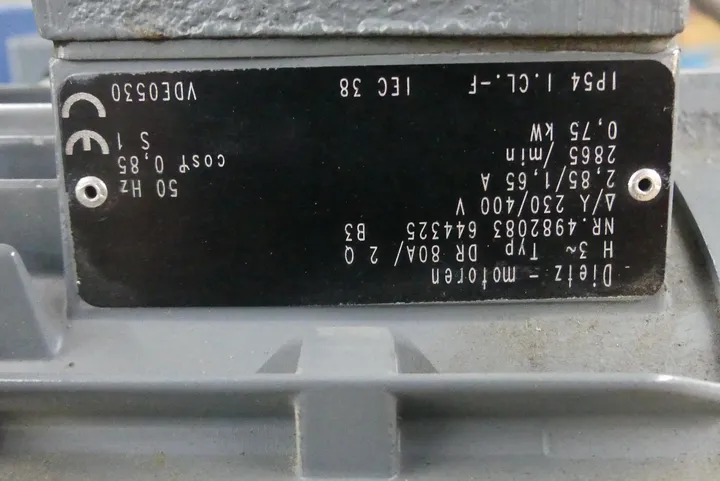 Dietz - motoren
H 3~ Typ DR 80A/ 2 Q
NR.4982083 644325 B3
Δ/⅄ 230/400 V 50 Hz
2,85/1,65 A cosφ 0,85
2865 /min S 1
0,75 kW
IP54 I.CL.-F IEC 38 VDE0530
CE